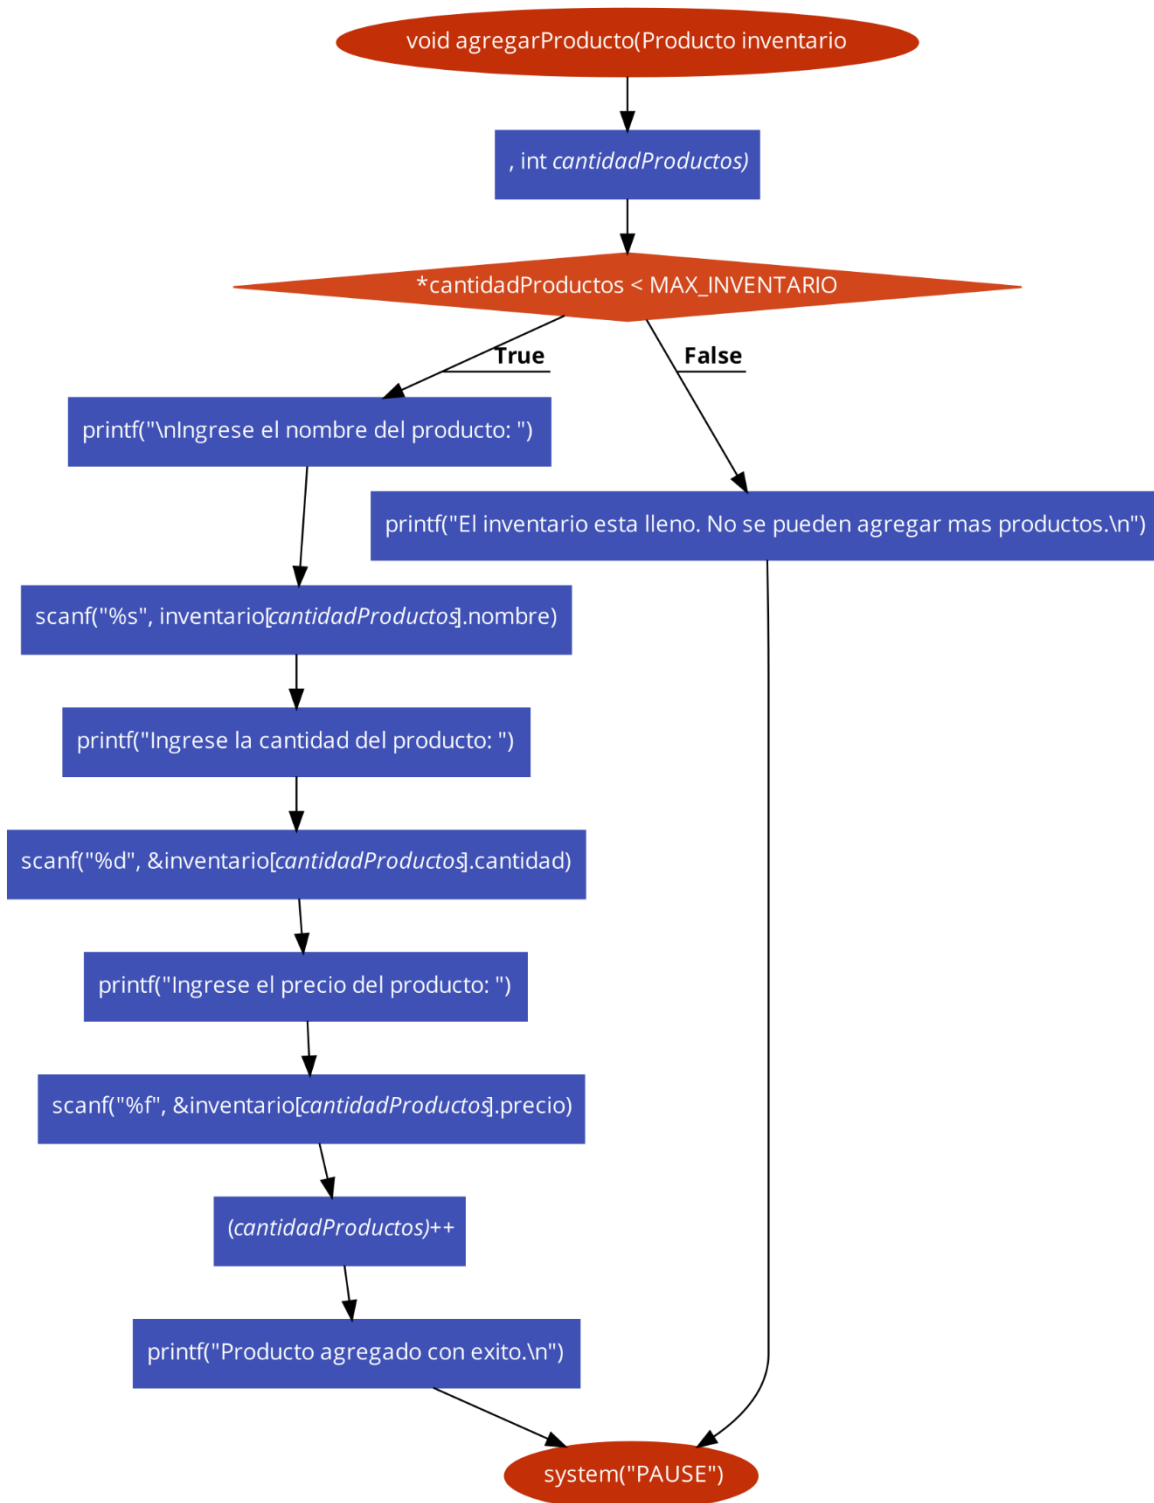 void agregarProducto(Producto inventario
, int cantidadProductos)
*cantidadProductos < MAX_INVENTARIO
True
False
printf("\nIngrese el nombre del producto: ")
printf("El inventario esta lleno. No se pueden agregar mas productos.\n")
scanf("%s", inventario[cantidadProductos].nombre)
printf("Ingrese la cantidad del producto: ")
scanf("%d", &inventario[cantidadProductos].cantidad)
printf("Ingrese el precio del producto: ")
scanf("%f", &inventario[cantidadProductos].precio)
(cantidadProductos)++
printf("Producto agregado con exito.\n")
system("PAUSE")